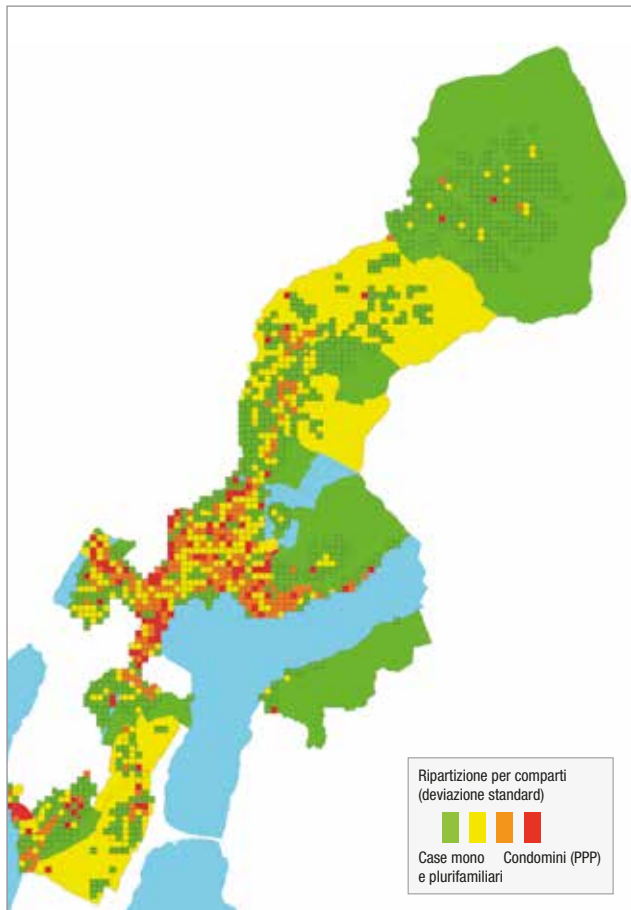 Ripartizione per comparti
(deviazione standard)
Case mono Condomini (PPP)
e plurifamiliari